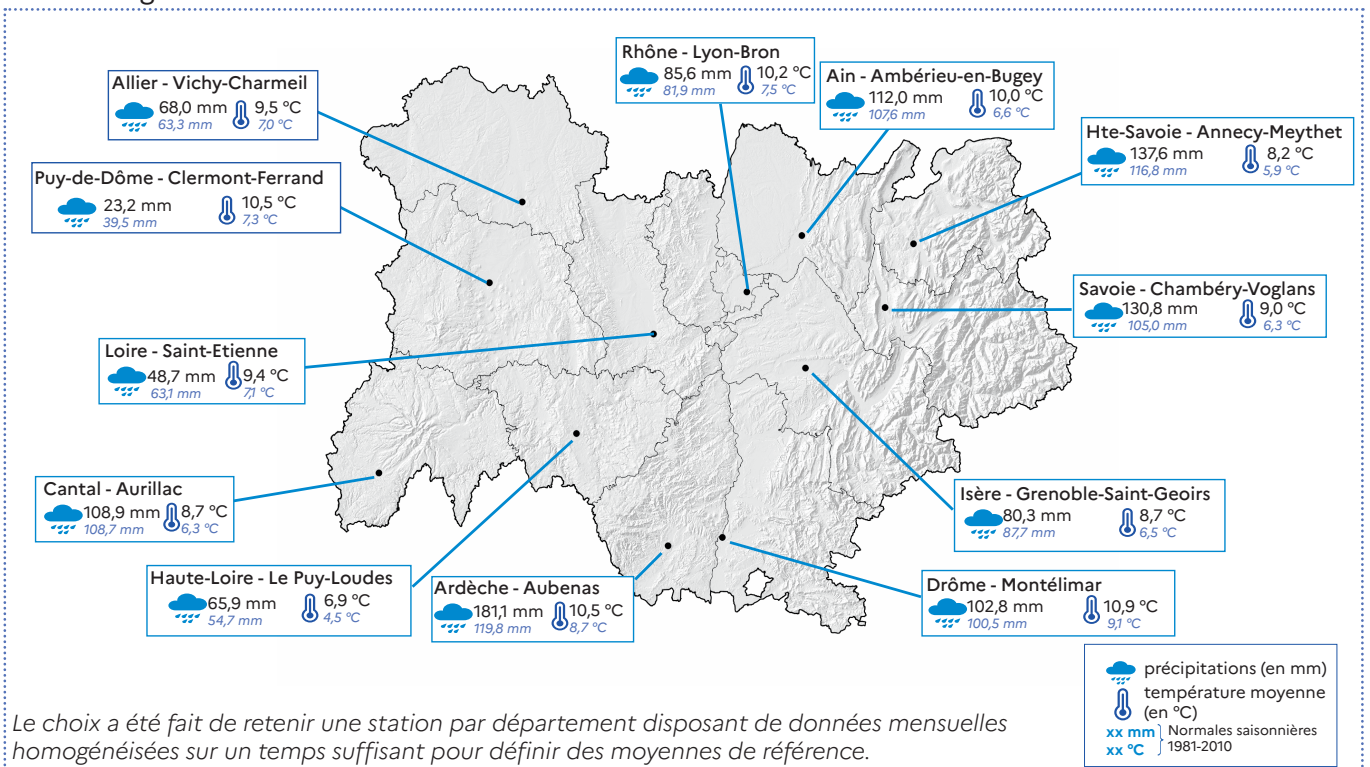 Rhône - Lyon-Bron
85,6 mm 10,2 °C
81,9 mm 7,5 °C
Ain - Ambérieu-en-Bugey
112,0 mm 10,0 °C
107,6 mm 6,6 °C
Allier - Vichy-Charmeil
68,0 mm 9,5 °C
63,3 mm 7,0 °C
Hte-Savoie - Annecy-Meythet
137,6 mm 8,2 °C
116,8 mm 5,9 °C
Puy-de-Dôme - Clermont-Ferrand
23,2 mm 10,5 °C
39,5 mm 7,3 °C
Savoie - Chambéry-Voglans
130,8 mm 9,0 °C
105,0 mm 6,3 °C
Loire - Saint-Etienne
48,7 mm 9,4 °C
63,1 mm 7,1 °C
Cantal - Aurillac
108,9 mm 8,7 °C
108,7 mm 6,3 °C
Isère - Grenoble-Saint-Geoirs
80,3 mm 8,7 °C
87,7 mm 6,5 °C
Haute-Loire - Le Puy-Loudes
65,9 mm 6,9 °C
54,7 mm 4,5 °C
Ardèche - Aubenas
181,1 mm 10,5 °C
119,8 mm 8,7 °C
Drôme - Montélimar
102,8 mm 10,9 °C
100,5 mm 9,1 °C
précipitations (en mm)
température moyenne
(en °C)
xx mm Normales saisonnières
xx °C 1981-2010
Le choix a été fait de retenir une station par département disposant de données mensuelles
homogénéisées sur un temps suffisant pour définir des moyennes de référence.